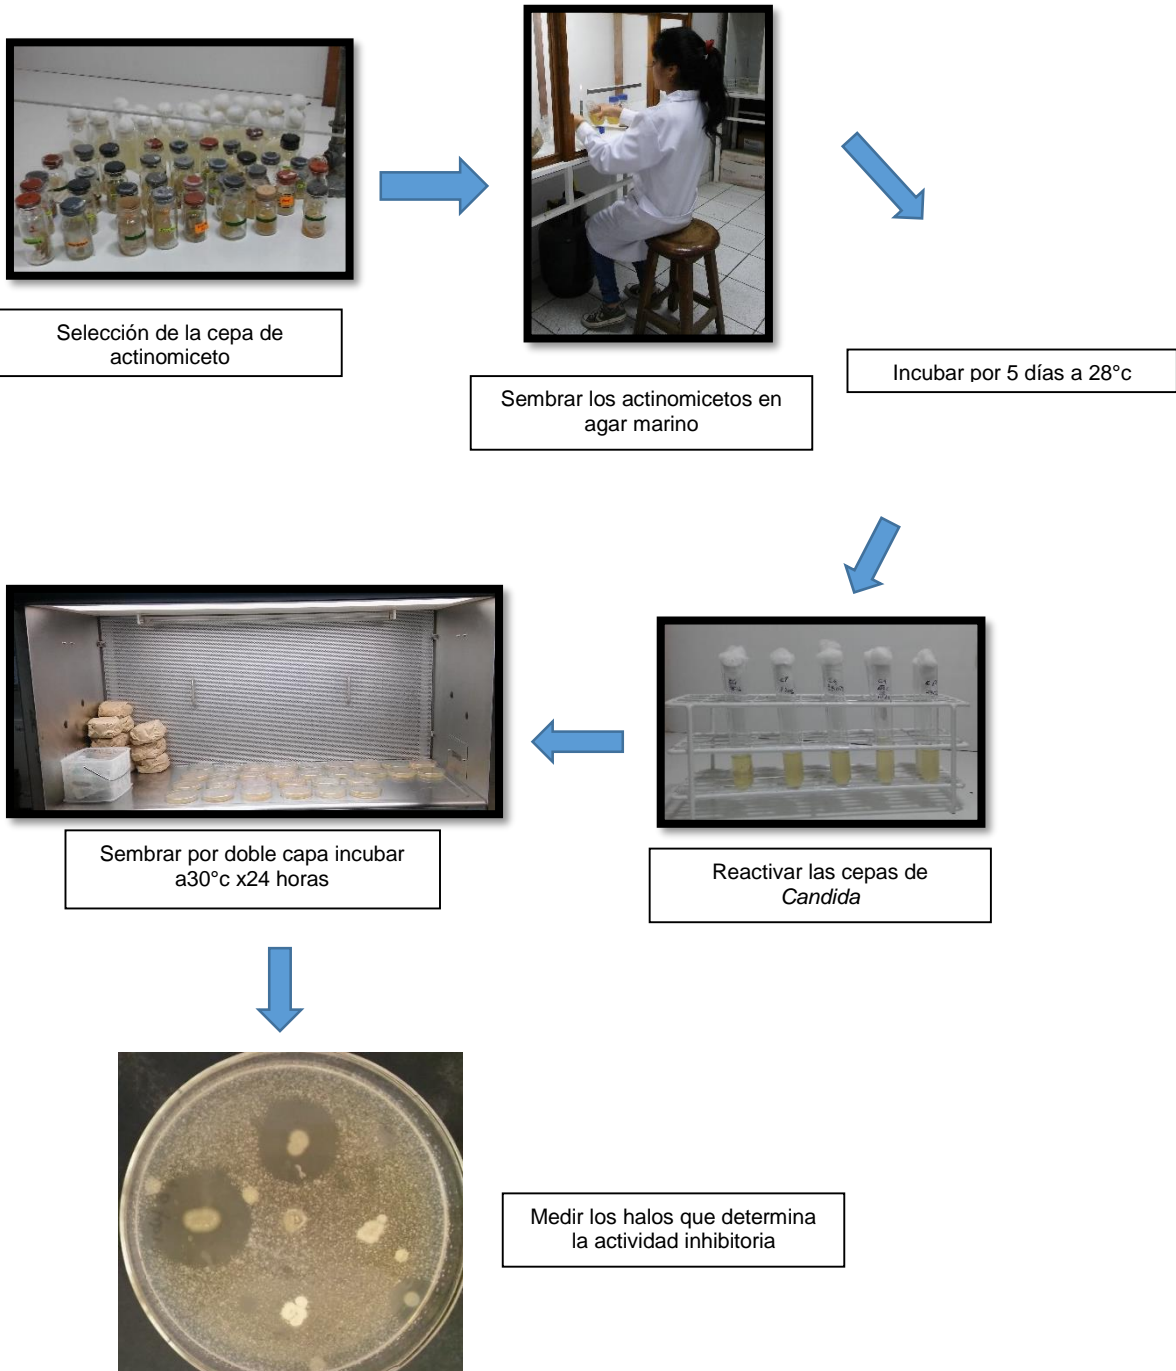 Selección de la cepa de
actinomiceto
Sembrar los actinomicetos en
agar marino
Incubar por 5 días a 28°c
Reactivar las cepas de
Candida
Sembrar por doble capa incubar
a30°c x24 horas
Medir los halos que determina
la actividad inhibitoria